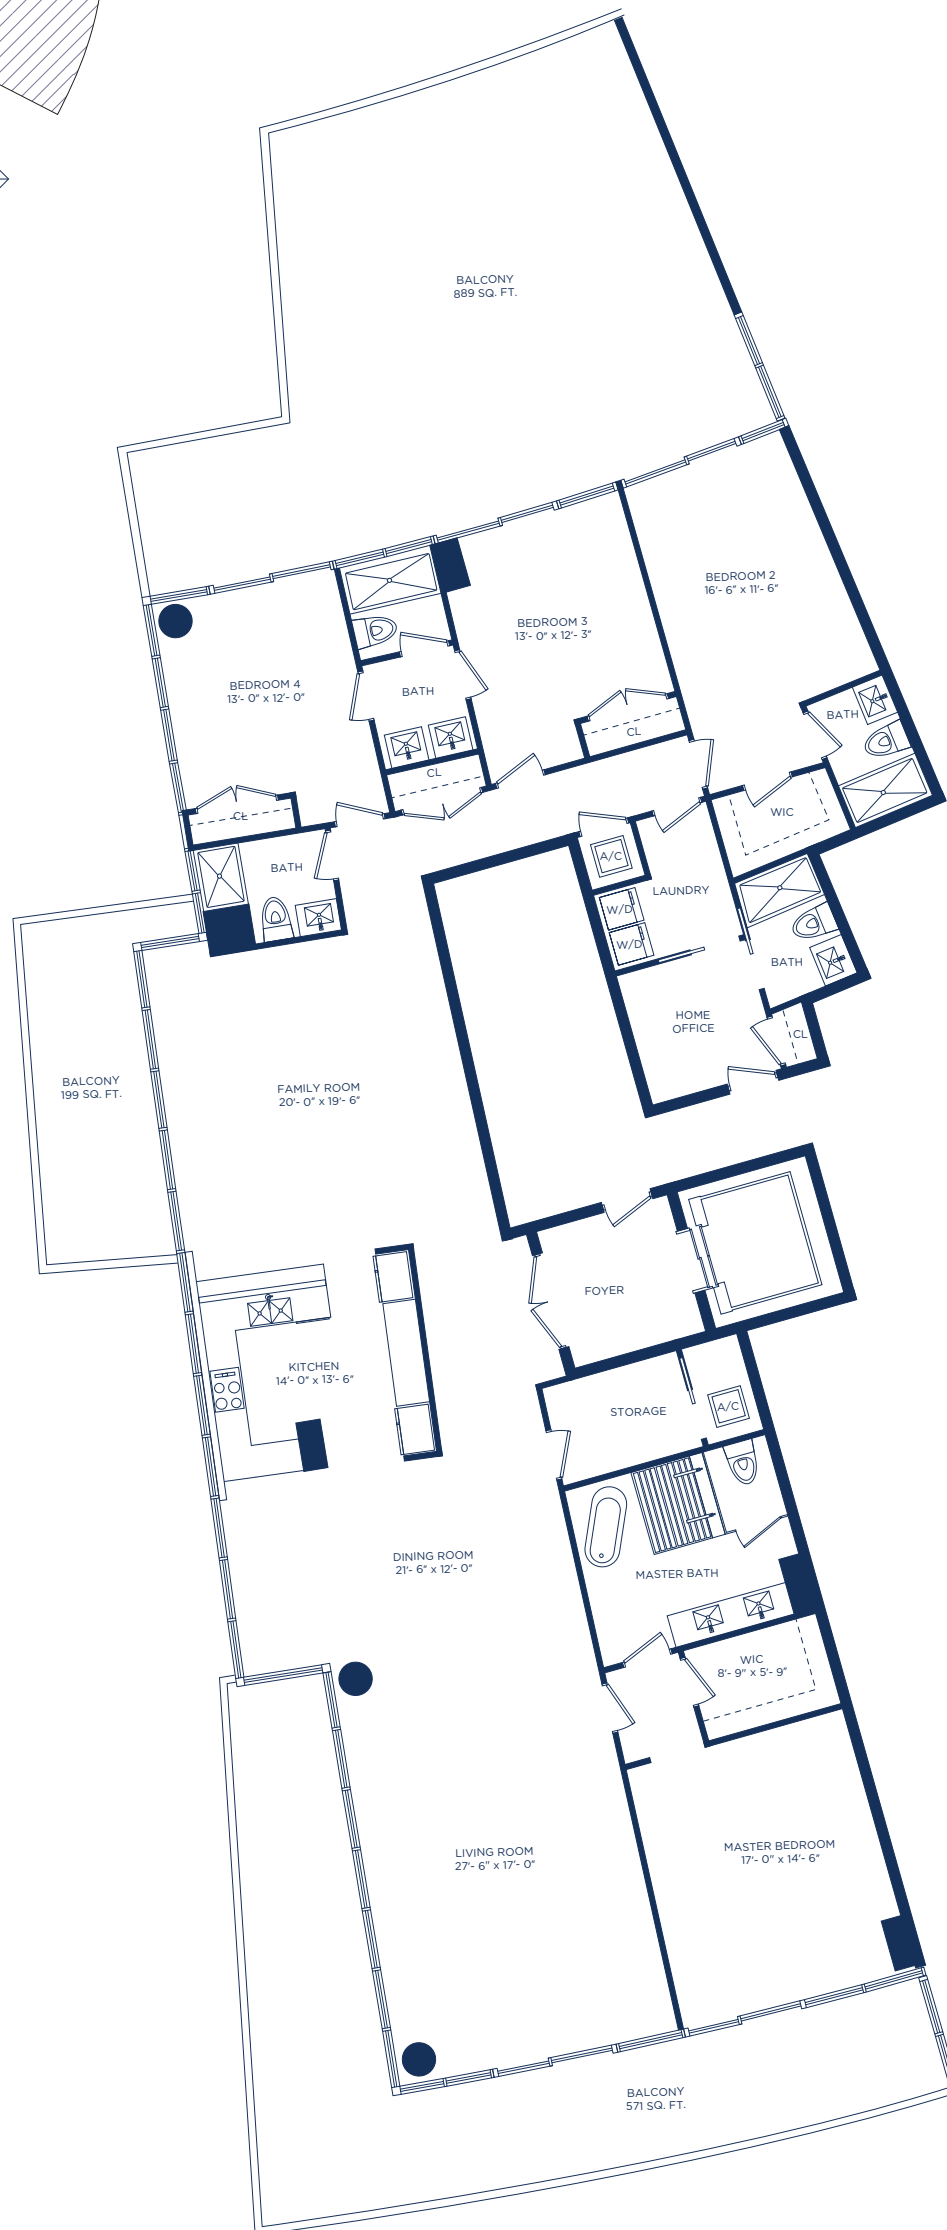 BALCONY
889 SQ. FT.
BEDROOM 2
16'- 6" x 11'- 6"
BEDROOM 3
13'- 0" x 12'- 3"
BEDROOM 4
13'- 0" x 12'- 0"
BATH
BATH
CL
CL
WIC
CL
A/C
BATH
LAUNDRY
W/D
W/D
BATH
HOME
OFFICE
CL
BALCONY
199 SQ. FT.
FAMILY ROOM
20'- 0" x 19'- 6"
FOYER
KITCHEN
14'- 0" x 13'- 6"
STORAGE
A/C
DINING ROOM
21'- 6" x 12'- 0"
MASTER BATH
WIC
8'- 9" x 5'- 9"
LIVING ROOM
27'- 6" x 17'- 0"
MASTER BEDROOM
17'- 0" x 14'- 6"
BALCONY
571 SQ. FT.